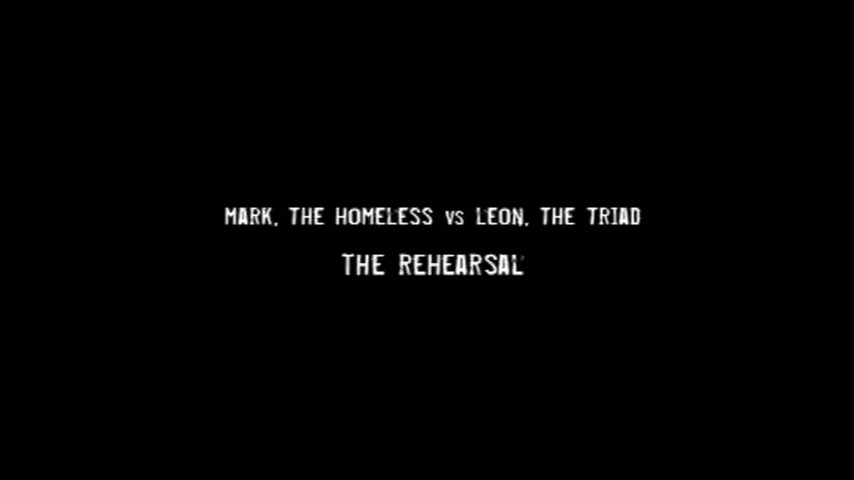 MARK, THE HOMELESS vs LEON, THE TRIAD
THE REHEARSAL